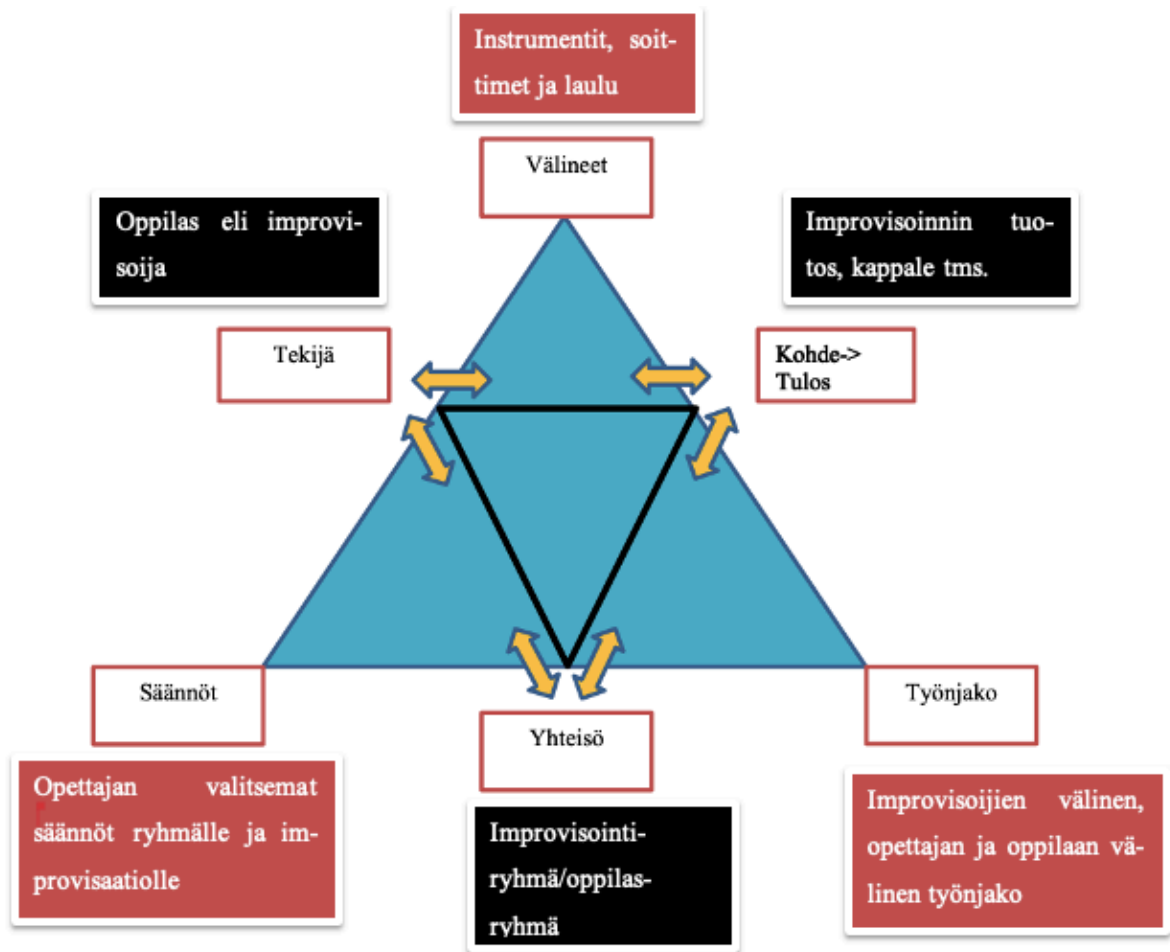 Instrumentit, soit-
timet ja laulu
Välineet
Oppilas eli improvi-
soija
Improvisoinnin tuo-
tos, kappale tms.
Tekijä
Kohde->
Tulos
Säännöt
Yhteisö
Työnjako
Opettajan valitsemat
säännöt ryhmälle ja im-
provisaatiolle
Improvisointi-
ryhmä/oppilas-
ryhmä
Improvisoijien välinen,
opettajan ja oppilaan vä-
linen työnjako